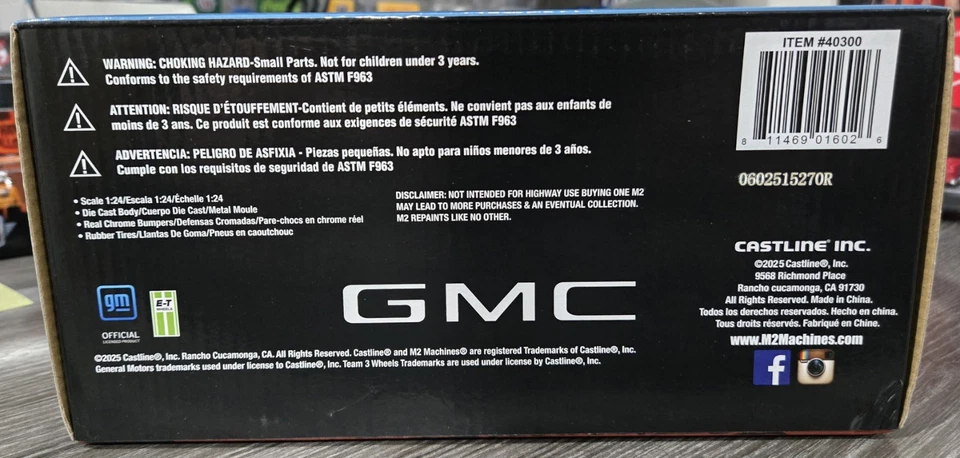 WARNING: CHOKING HAZARD-Small Parts. Not for children under 3 years.
Conforms to the safety requirements of ASTM F963
ATTENTION: RISQUE D'ÉTOUFFEMENT-Contient de petits éléments. Ne convient pas aux enfants de
moins de 3 ans. Ce produit est conforme aux exigences de sécurité ASTM F963
ADVERTENCIA: PELIGRO DE ASFIXIA - Piezas pequeñas. No apto para niños menores de 3 años.
Cumple con los requisitos de seguridad de ASTM F963
• Scale 1:24/Escala 1:24/Échelle 1:24
• Die Cast Body/Cuerpo Die Cast/Metal Moule
• Real Chrome Bumpers/Defensas Cromadas/Pare-chocs en chrome réel
• Rubber Tires/Llantas De Goma/Pneus en caoutchouc
DISCLAIMER: NOT INTENDED FOR HIGHWAY USE BUYING ONE M2
MAY LEAD TO MORE PURCHASES & AN EVENTUAL COLLECTION.
M2 REPAINTS LIKE NO OTHER.
ITEM #40300
8 11469 01602 6
0602515270R
gm
OFFICIAL
LICENSED PRODUCT
E-T
WHEELS
GMC
©2025 Castline®, Inc. Rancho Cucamonga, CA. All Rights Reserved. Castline® and M2 Machines® are registered Trademarks of Castline®, Inc.
General Motors trademarks used under license to Castline®, Inc. Team 3 Wheels Trademarks are used under license by Castline®, Inc.
CASTLINE® INC.
©2025 Castline®, Inc.
9568 Richmond Place
Rancho cucamonga, CA 91730
All Rights Reserved. Made in China.
Todos los derechos reservados. Hecho en china.
Tous droits réservés. Fabriqué en Chine.
www.M2Machines.com
f